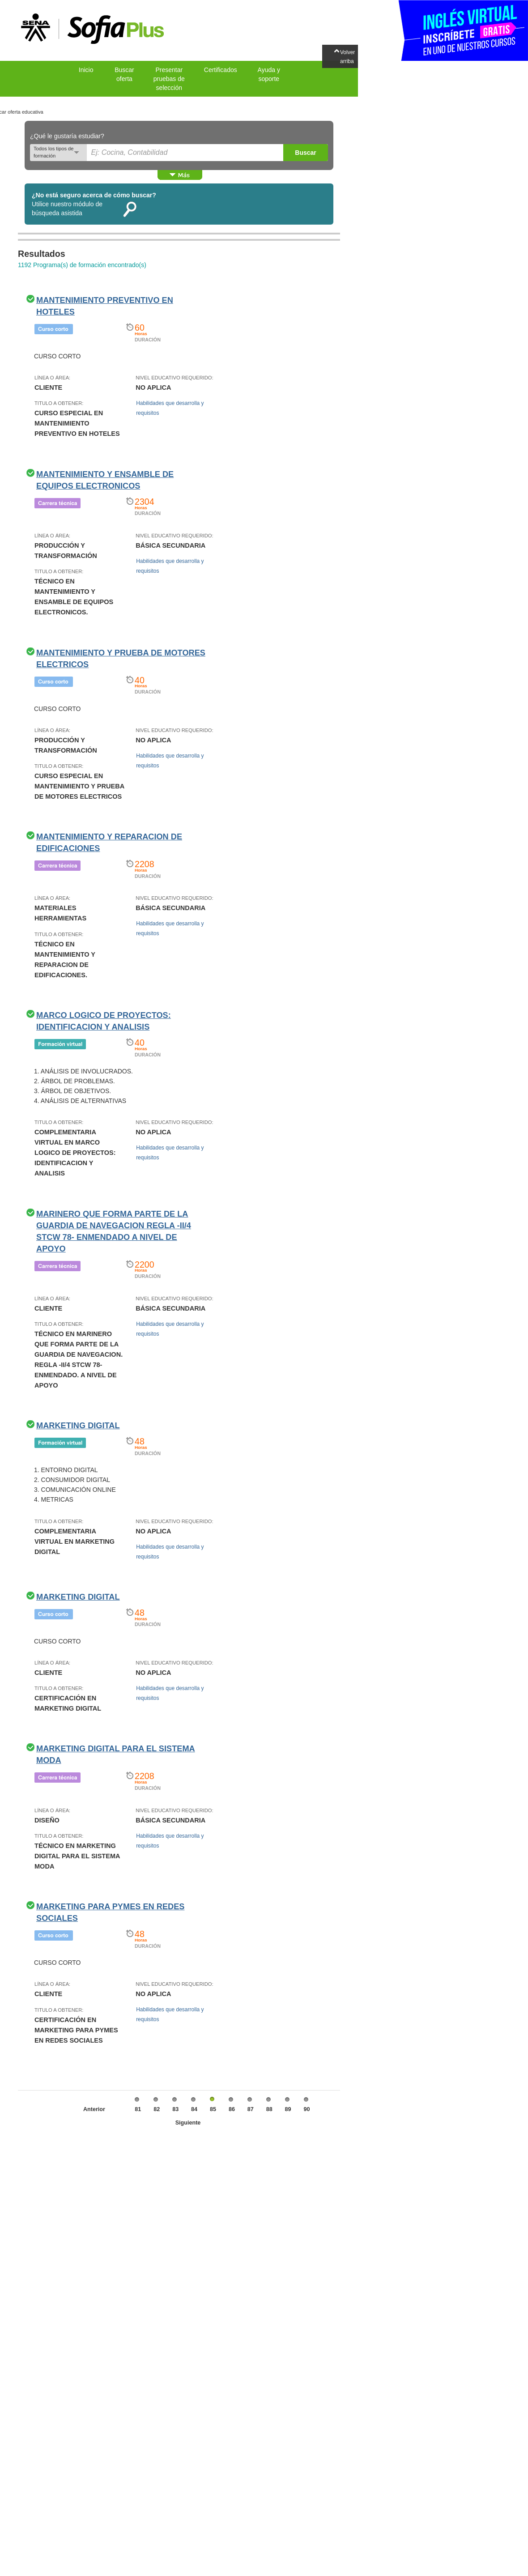 SENA
SofiaPlus
INGLÉS VIRTUAL
INSCRÍBETE GRATIS
EN UNO DE NUESTROS CURSOS
Volver
arriba
Inicio
Buscar
oferta
Presentar
pruebas de
selección
Certificados
Ayuda y
soporte
car oferta educativa
¿Qué le gustaría estudiar?
Todos los tipos de
formación
Ej: Cocina, Contabilidad
Buscar
Más
¿No está seguro acerca de cómo buscar?
Utilice nuestro módulo de
búsqueda asistida
Resultados
1192 Programa(s) de formación encontrado(s)
MANTENIMIENTO PREVENTIVO EN
HOTELES
Curso corto
60
Horas
DURACIÓN
CURSO CORTO
LÍNEA O ÁREA:
CLIENTE
NIVEL EDUCATIVO REQUERIDO:
NO APLICA
TITULO A OBTENER:
CURSO ESPECIAL EN
MANTENIMIENTO
PREVENTIVO EN HOTELES
Habilidades que desarrolla y
requisitos
MANTENIMIENTO Y ENSAMBLE DE
EQUIPOS ELECTRONICOS
Carrera técnica
2304
Horas
DURACIÓN
LÍNEA O ÁREA:
PRODUCCIÓN Y
TRANSFORMACIÓN
NIVEL EDUCATIVO REQUERIDO:
BÁSICA SECUNDARIA
TITULO A OBTENER:
TÉCNICO EN
MANTENIMIENTO Y
ENSAMBLE DE EQUIPOS
ELECTRONICOS.
Habilidades que desarrolla y
requisitos
MANTENIMIENTO Y PRUEBA DE MOTORES
ELECTRICOS
Curso corto
40
Horas
DURACIÓN
CURSO CORTO
LÍNEA O ÁREA:
PRODUCCIÓN Y
TRANSFORMACIÓN
NIVEL EDUCATIVO REQUERIDO:
NO APLICA
TITULO A OBTENER:
CURSO ESPECIAL EN
MANTENIMIENTO Y PRUEBA
DE MOTORES ELECTRICOS
Habilidades que desarrolla y
requisitos
MANTENIMIENTO Y REPARACION DE
EDIFICACIONES
Carrera técnica
2208
Horas
DURACIÓN
LÍNEA O ÁREA:
MATERIALES
HERRAMIENTAS
NIVEL EDUCATIVO REQUERIDO:
BÁSICA SECUNDARIA
TITULO A OBTENER:
TÉCNICO EN
MANTENIMIENTO Y
REPARACION DE
EDIFICACIONES.
Habilidades que desarrolla y
requisitos
MARCO LOGICO DE PROYECTOS:
IDENTIFICACION Y ANALISIS
Formación virtual
40
Horas
DURACIÓN
1. ANÁLISIS DE INVOLUCRADOS.
2. ÁRBOL DE PROBLEMAS.
3. ÁRBOL DE OBJETIVOS.
4. ANÁLISIS DE ALTERNATIVAS
TITULO A OBTENER:
COMPLEMENTARIA
VIRTUAL EN MARCO
LOGICO DE PROYECTOS:
IDENTIFICACION Y
ANALISIS
NIVEL EDUCATIVO REQUERIDO:
NO APLICA
Habilidades que desarrolla y
requisitos
MARINERO QUE FORMA PARTE DE LA
GUARDIA DE NAVEGACION REGLA -II/4
STCW 78- ENMENDADO A NIVEL DE
APOYO
Carrera técnica
2200
Horas
DURACIÓN
LÍNEA O ÁREA:
CLIENTE
NIVEL EDUCATIVO REQUERIDO:
BÁSICA SECUNDARIA
TITULO A OBTENER:
TÉCNICO EN MARINERO
QUE FORMA PARTE DE LA
GUARDIA DE NAVEGACION.
REGLA -II/4 STCW 78-
ENMENDADO. A NIVEL DE
APOYO
Habilidades que desarrolla y
requisitos
MARKETING DIGITAL
Formación virtual
48
Horas
DURACIÓN
1. ENTORNO DIGITAL
2. CONSUMIDOR DIGITAL
3. COMUNICACIÓN ONLINE
4. METRICAS
TITULO A OBTENER:
COMPLEMENTARIA
VIRTUAL EN MARKETING
DIGITAL
NIVEL EDUCATIVO REQUERIDO:
NO APLICA
Habilidades que desarrolla y
requisitos
MARKETING DIGITAL
Curso corto
48
Horas
DURACIÓN
CURSO CORTO
LÍNEA O ÁREA:
CLIENTE
NIVEL EDUCATIVO REQUERIDO:
NO APLICA
TITULO A OBTENER:
CERTIFICACIÓN EN
MARKETING DIGITAL
Habilidades que desarrolla y
requisitos
MARKETING DIGITAL PARA EL SISTEMA
MODA
Carrera técnica
2208
Horas
DURACIÓN
LÍNEA O ÁREA:
DISEÑO
NIVEL EDUCATIVO REQUERIDO:
BÁSICA SECUNDARIA
TITULO A OBTENER:
TÉCNICO EN MARKETING
DIGITAL PARA EL SISTEMA
MODA
Habilidades que desarrolla y
requisitos
MARKETING PARA PYMES EN REDES
SOCIALES
Curso corto
48
Horas
DURACIÓN
CURSO CORTO
LÍNEA O ÁREA:
CLIENTE
NIVEL EDUCATIVO REQUERIDO:
NO APLICA
TITULO A OBTENER:
CERTIFICACIÓN EN
MARKETING PARA PYMES
EN REDES SOCIALES
Habilidades que desarrolla y
requisitos
Anterior 81 82 83 84 85 86 87 88 89 90
Siguiente